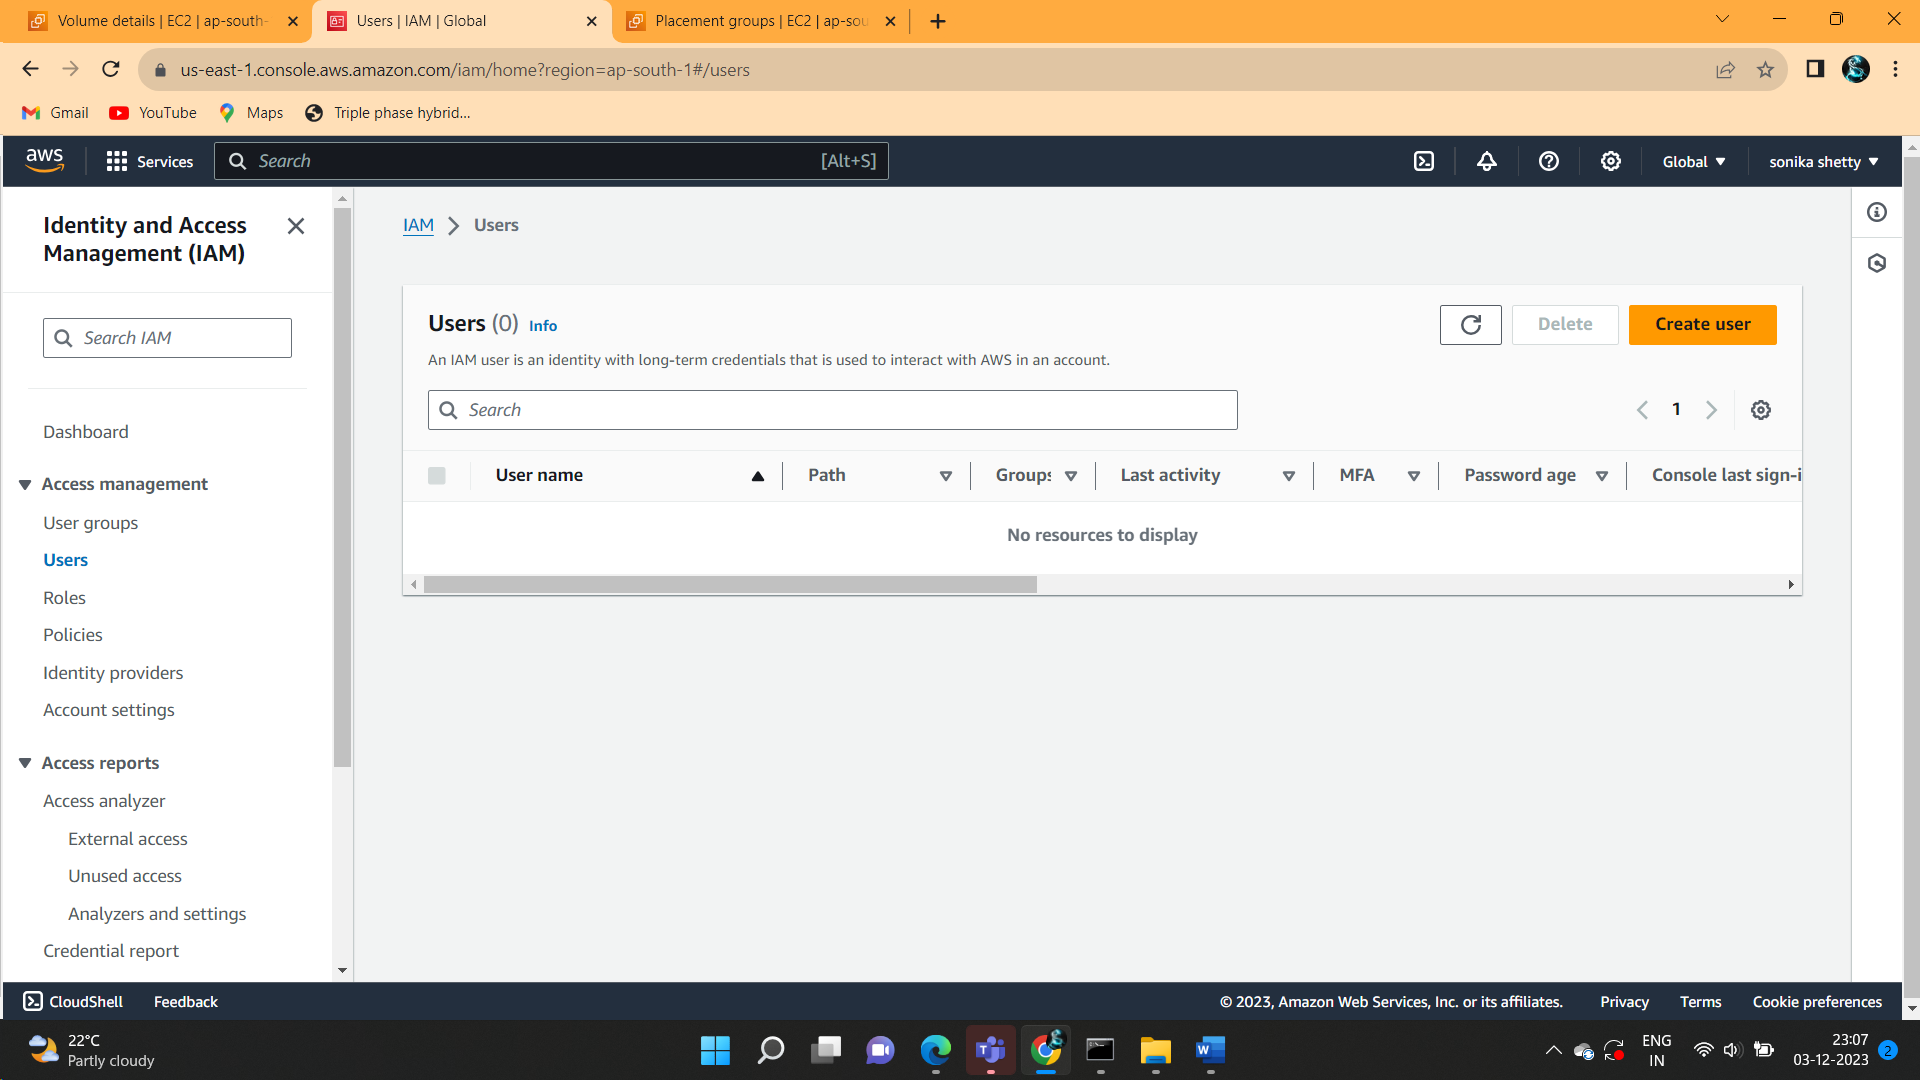 Volume details | EC2 | ap-south-
Users | IAM | Global
Placement groups | EC2 | ap-sou
us-east-1.console.aws.amazon.com/iam/home?region=ap-south-1#/users
Gmail
YouTube
Maps
Triple phase hybrid...
aws
Services
Search
[Alt+S]
Global
sonika shetty
Identity and Access
Management (IAM)
Search IAM
Dashboard
Access management
User groups
Users
Roles
Policies
Identity providers
Account settings
Access reports
Access analyzer
External access
Unused access
Analyzers and settings
Credential report
IAM > Users
Users (0) Info
An IAM user is an identity with long-term credentials that is used to interact with AWS in an account.
Delete
Create user
Search
1
User name
Path
Groups
Last activity
MFA
Password age
Console last sign-i
No resources to display
CloudShell
Feedback
© 2023, Amazon Web Services, Inc. or its affiliates.
Privacy
Terms
Cookie preferences
22°C
Partly cloudy
ENG
IN
23:07
03-12-2023
2